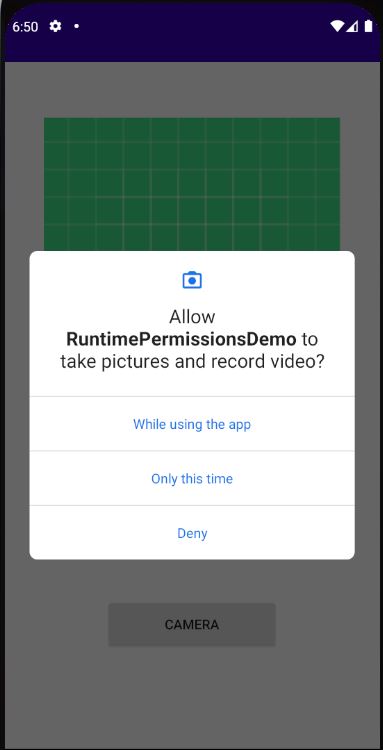 6:50
Allow
RuntimePermissionsDemo to
take pictures and record video?
While using the app
Only this time
Deny
CAMERA